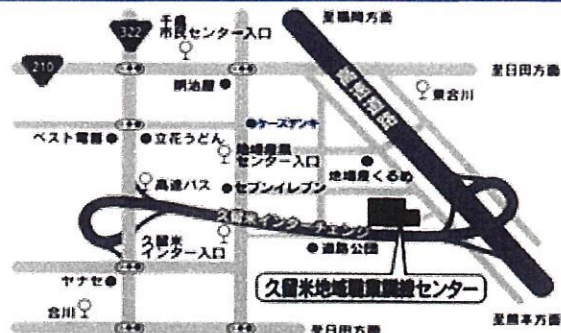 322
千歳
市民センター入口
至福岡方面
210
至日田方面
明治屋
東合川
ケーズデンキ
ベスト電器
立花うどん
地場産業
センター入口
地場産くるめ
高速バス
セブンイレブン
久留米インターチェンジ
久留米
インター入口
道路公団
ヤナセ
久留米地域職業訓練センター
合川
至日田方面
至熊本方面